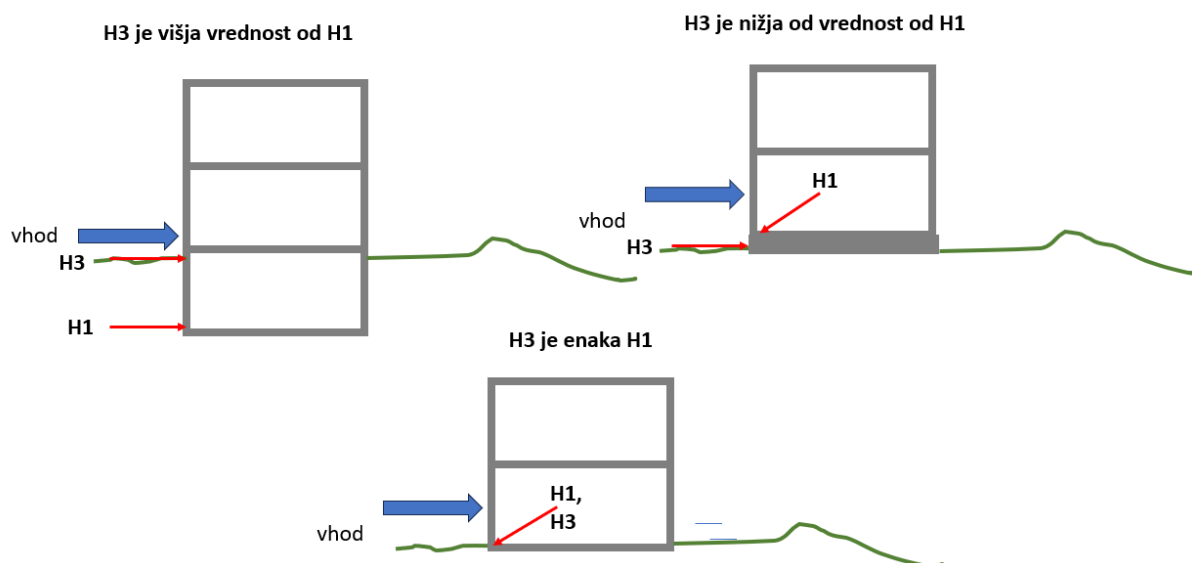 H3 je višja vrednost od H1
vhod
H3
H1
H3 je nižja od vrednost od H1
H1
vhod
H3
H3 je enaka H1
H1,
H3
vhod